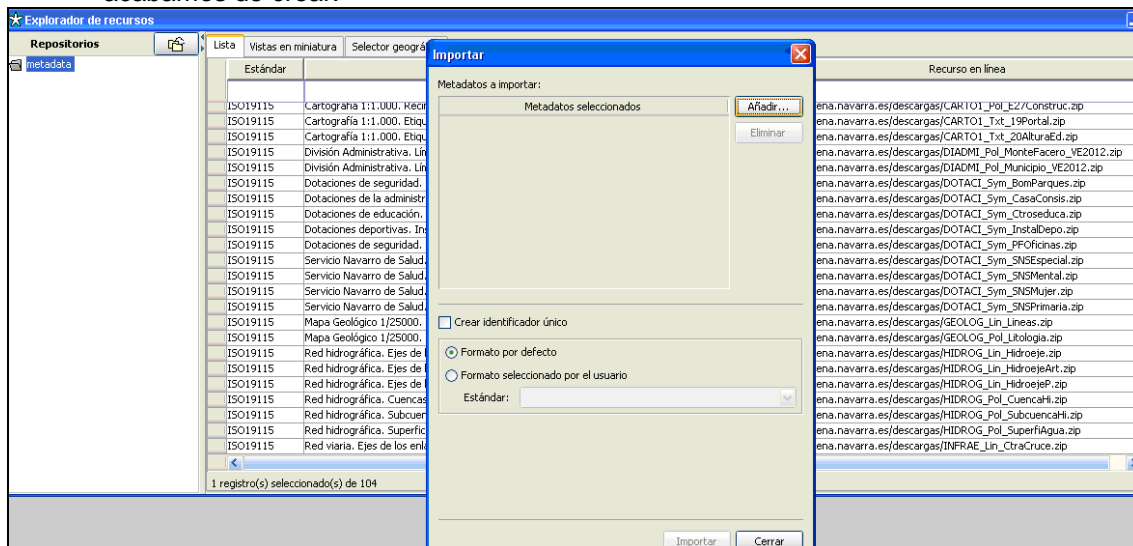 Explorador de recursos
Repositorios
metadata
Lista Vistas en miniatura Selector geográ
Estándar Recurso en línea
ISO19115 Cartografía 1:1.000. Recin ena.navarra.es/descargas/CARTO1_Pol_E27Construc.zip
ISO19115 Cartografía 1:1.000. Etiqu ena.navarra.es/descargas/CARTO1_Txt_19Portal.zip
ISO19115 Cartografía 1:1.000. Etiqu ena.navarra.es/descargas/CARTO1_Txt_20AlturaEd.zip
ISO19115 División Administrativa. Lín ena.navarra.es/descargas/DIADMI_Pol_MonteFacero_VE2012.zip
ISO19115 División Administrativa. Lín ena.navarra.es/descargas/DIADMI_Pol_Municipio_VE2012.zip
ISO19115 Dotaciones de seguridad. ena.navarra.es/descargas/DOTACI_Sym_BomParques.zip
ISO19115 Dotaciones de la administr ena.navarra.es/descargas/DOTACI_Sym_CasaConsis.zip
ISO19115 Dotaciones de educación. ena.navarra.es/descargas/DOTACI_Sym_Ctroseduca.zip
ISO19115 Dotaciones deportivas. Ins ena.navarra.es/descargas/DOTACI_Sym_InstalDepo.zip
ISO19115 Dotaciones de seguridad. ena.navarra.es/descargas/DOTACI_Sym_PFOficinas.zip
ISO19115 Servicio Navarro de Salud. ena.navarra.es/descargas/DOTACI_Sym_SNSEspecial.zip
ISO19115 Servicio Navarro de Salud. ena.navarra.es/descargas/DOTACI_Sym_SNSMental.zip
ISO19115 Servicio Navarro de Salud. ena.navarra.es/descargas/DOTACI_Sym_SNSMujer.zip
ISO19115 Servicio Navarro de Salud. ena.navarra.es/descargas/DOTACI_Sym_SNSPrimaria.zip
ISO19115 Mapa Geológico 1/25000. ena.navarra.es/descargas/GEOLOG_Lin_Lineas.zip
ISO19115 Mapa Geológico 1/25000. ena.navarra.es/descargas/GEOLOG_Pol_Litologia.zip
ISO19115 Red hidrográfica. Ejes de l ena.navarra.es/descargas/HIDROG_Lin_Hidroeje.zip
ISO19115 Red hidrográfica. Ejes de l ena.navarra.es/descargas/HIDROG_Lin_HidroejeArt.zip
ISO19115 Red hidrográfica. Ejes de l ena.navarra.es/descargas/HIDROG_Lin_HidroejeP.zip
ISO19115 Red hidrográfica. Cuencas ena.navarra.es/descargas/HIDROG_Pol_CuencaHi.zip
ISO19115 Red hidrográfica. Subcuen ena.navarra.es/descargas/HIDROG_Pol_SubcuencaHi.zip
ISO19115 Red hidrográfica. Superfic ena.navarra.es/descargas/HIDROG_Pol_SuperfiAgua.zip
ISO19115 Red viaria. Ejes de los enla ena.navarra.es/descargas/INFRAE_Lin_CtraCruce.zip
1 registro(s) seleccionado(s) de 104
Importar
Metadatos a importar:
Metadatos seleccionados
Añadir...
Eliminar
Crear identificador único
Formato por defecto
Formato seleccionado por el usuario
Estándar:
Importar Cerrar